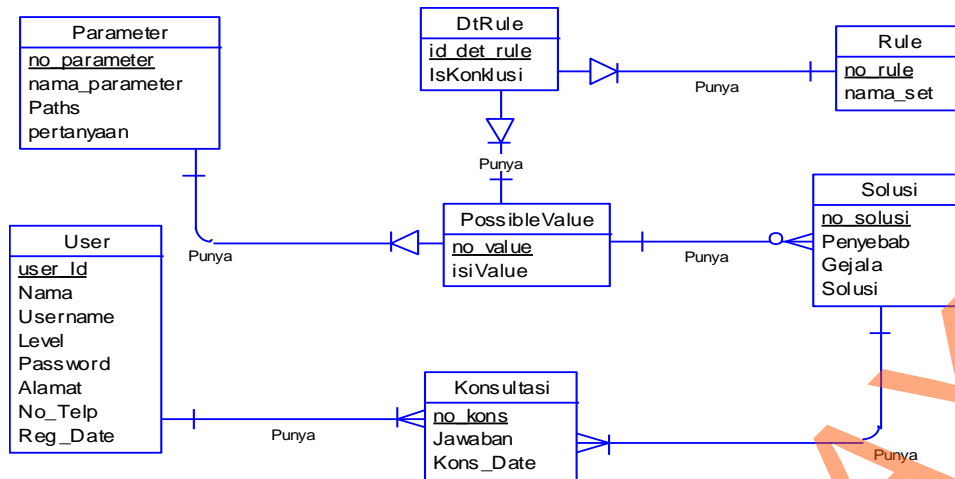 Parameter
no_parameter
nama_parameter
Paths
pertanyaan
DtRule
id_det_rule
IsKonklusi
Rule
no_rule
nama_set
Punya
Punya
Punya
PossibleValue
no_value
isiValue
Punya
Solusi
no_solusi
Penyebab
Gejala
Solusi
User
user_Id
Nama
Username
Level
Password
Alamat
No_Telp
Reg_Date
Punya
Konsultasi
no_kons
Jawaban
Kons_Date
Punya